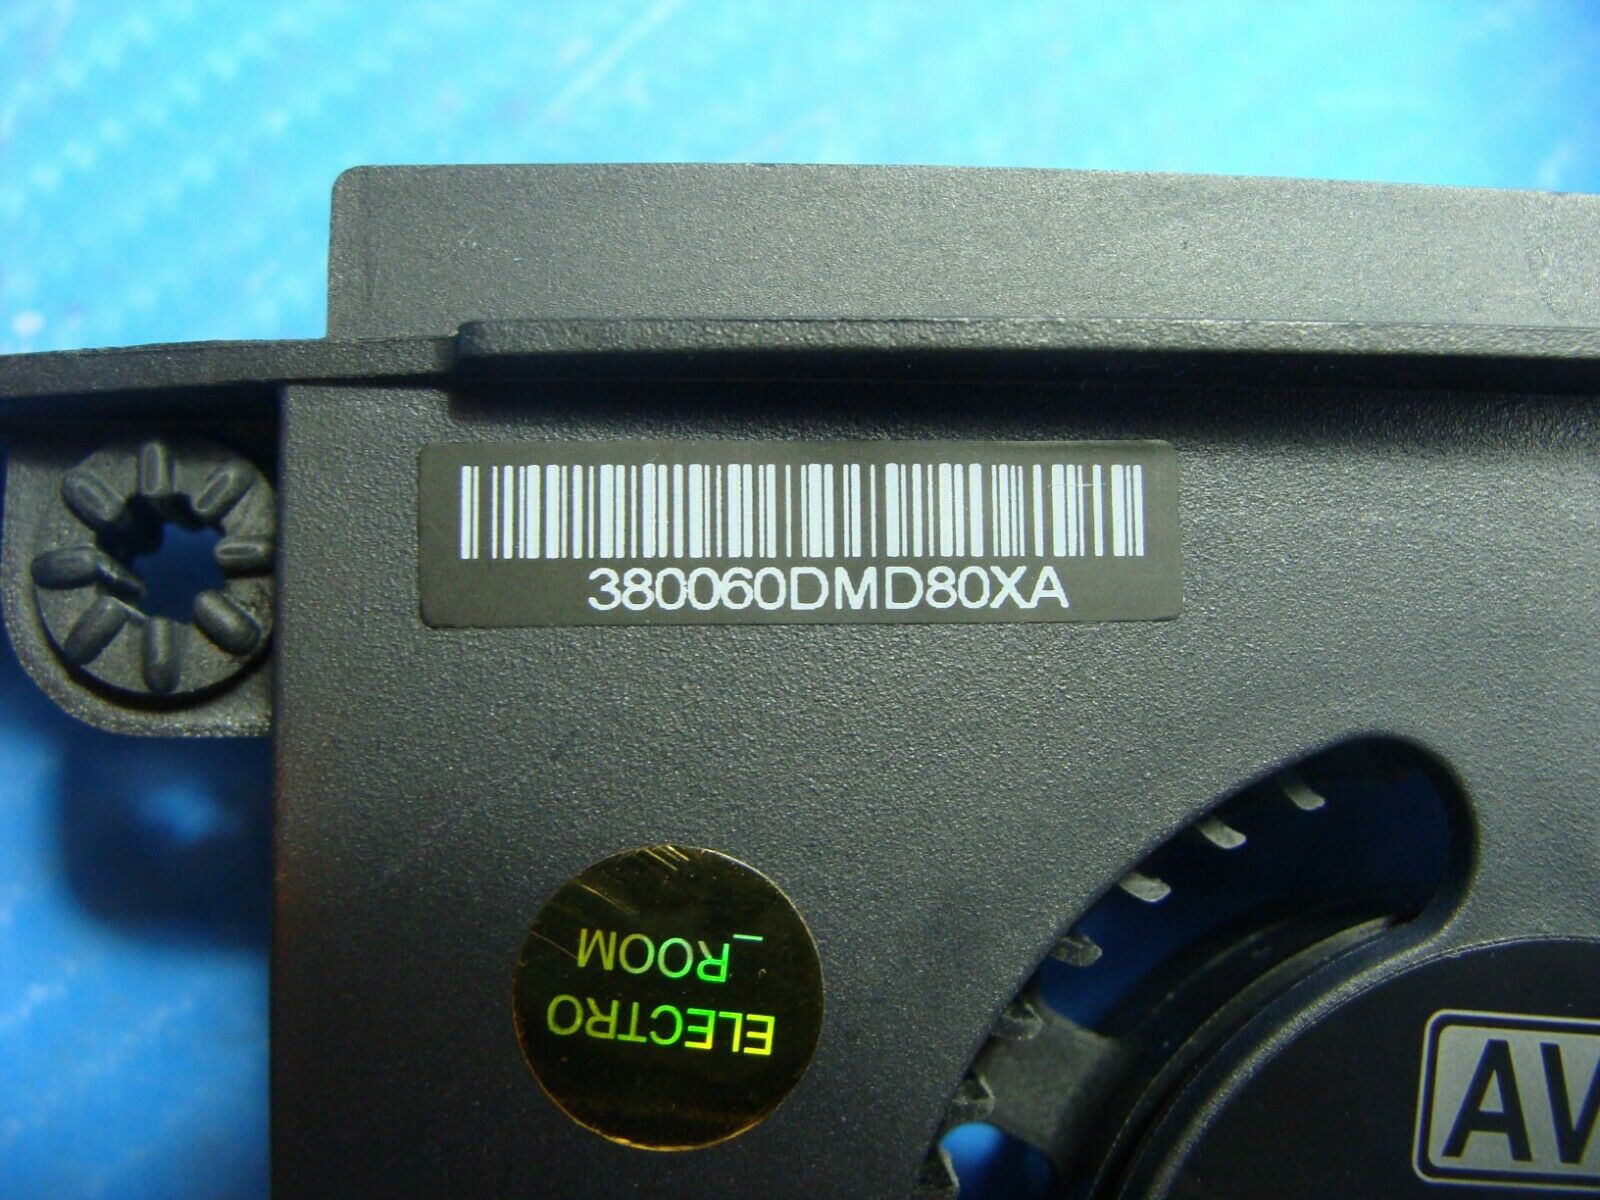 380060DMD80XA
ELECTRO
_ROOM
AV